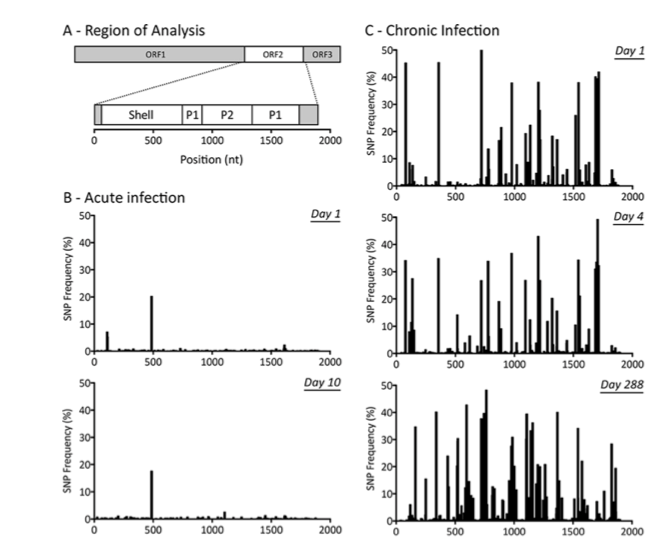 A - Region of Analysis
ORF1 ORF2 ORF3
Shell P1 P2 P1
0 500 1000 1500 2000
Position (nt)
B - Acute infection
Day 1
50
40
30
20
10
0
SNP Frequency (%)
0 500 1000 1500 2000
Day 10
50
40
30
20
10
0
SNP Frequency (%)
0 500 1000 1500 2000
C - Chronic Infection
Day 1
50
40
30
20
10
0
SNP Frequency (%)
0 500 1000 1500 2000
Day 4
50
40
30
20
10
0
SNP Frequency (%)
0 500 1000 1500 2000
Day 288
50
40
30
20
10
0
SNP Frequency (%)
0 500 1000 1500 2000